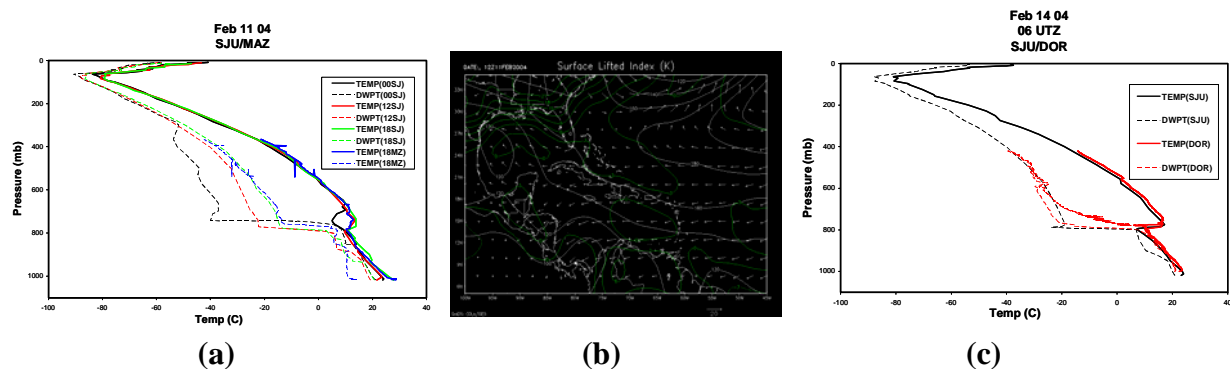 Feb 11 04
SJU/MAZ
Pressure (mb)
0
200
400
600
800
1000
-100
-80
-60
-40
-20
0
20
40
Temp (C)
TEMP(00SJ)
DWPT(00SJ)
TEMP(12SJ)
DWPT(12SJ)
TEMP(18SJ)
DWPT(18SJ)
TEMP(18MZ)
TEMP(18MZ)
(a)
Surface Lifted Index (K)
(b)
Feb 14 04
06 UTZ
SJU/DOR
Pressure (mb)
0
200
400
600
800
1000
-100
-80
-60
-40
-20
0
20
40
Temp (C)
TEMP(SJU)
DWPT(SJU)
TEMP(DOR)
DWPT(DOR)
(c)